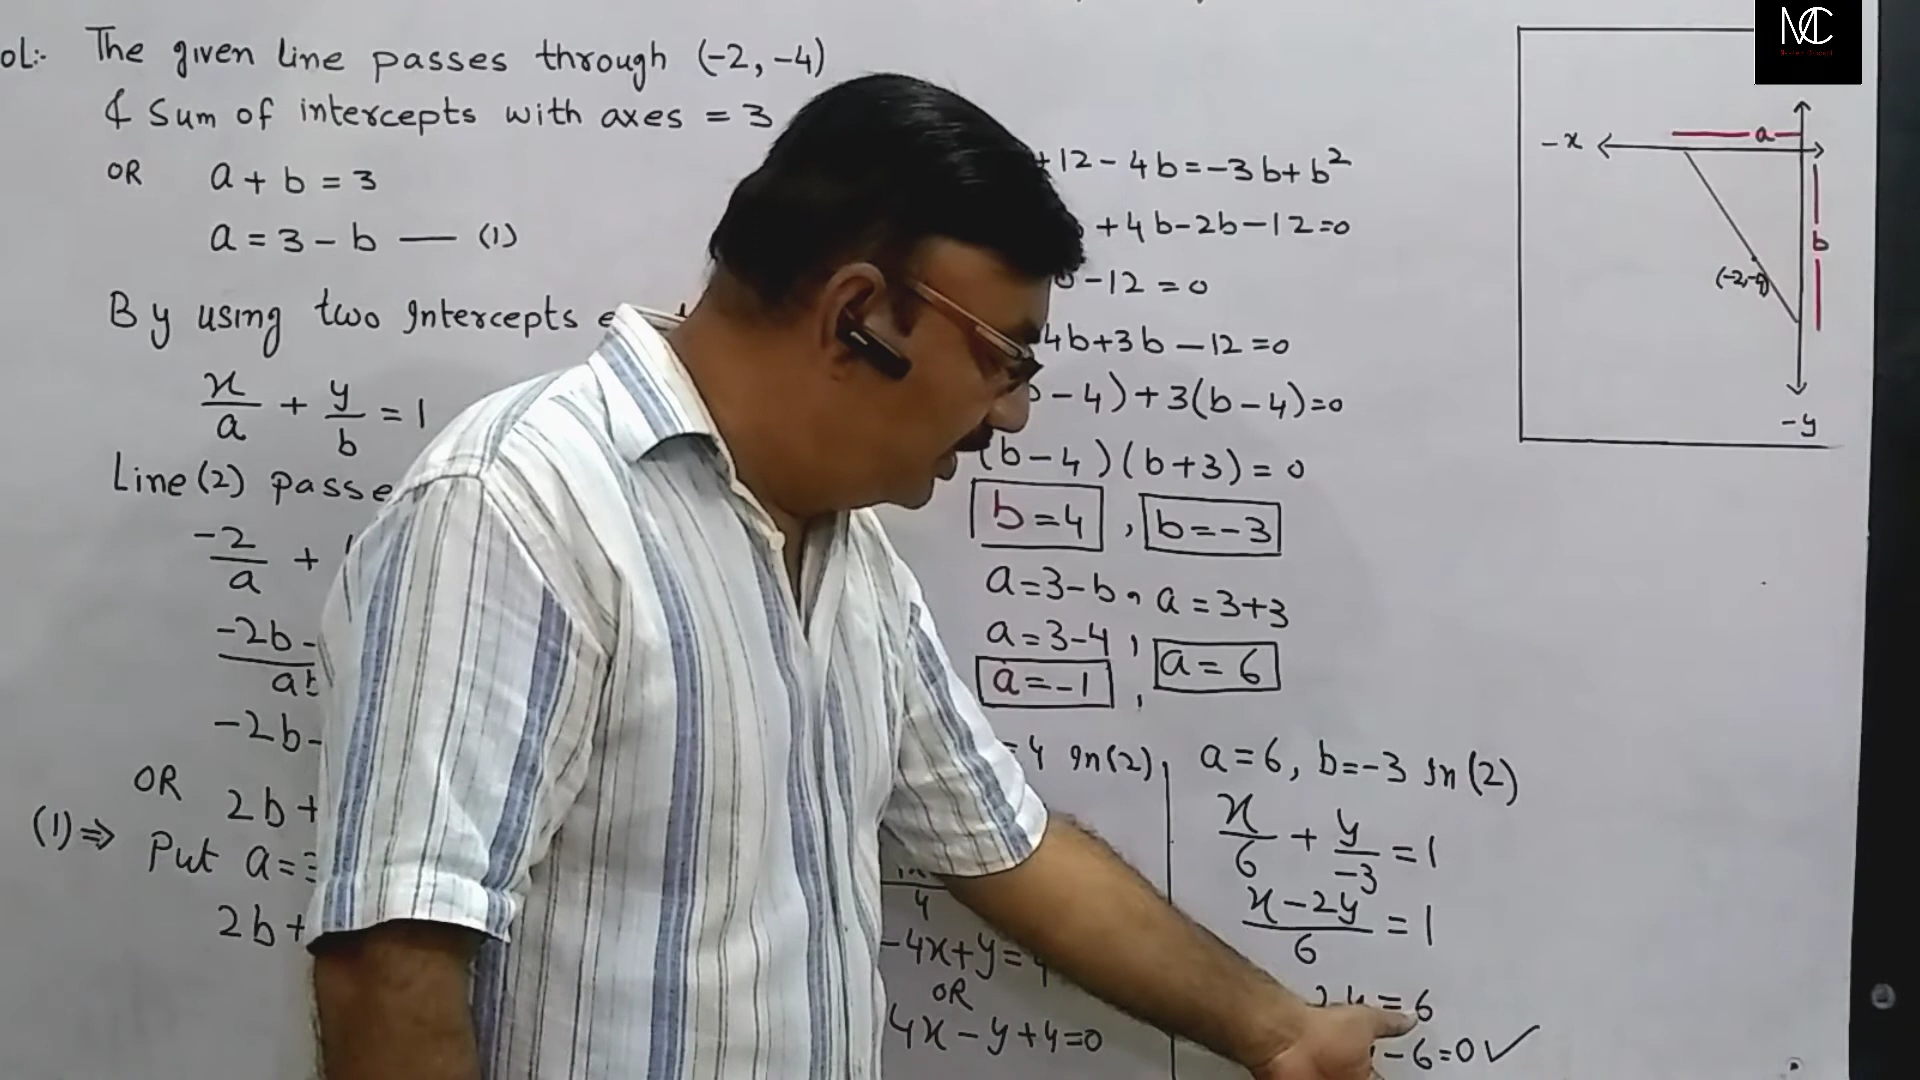 oL:- The given line passes through (-2, -4)
& Sum of intercepts with axes = 3
OR a + b = 3
a = 3 - b — (1)
By using two Intercepts
x/a + y/b = 1
Line (2) passe
-2/a +
-2b -
-2b -
OR 2b +
(1) ⇒ Put a =
2b +
+ 12 - 4b = -3b + b²
+ 4b - 2b - 12 = 0
- 12 = 0
4b + 3b - 12 = 0
- 4) + 3(b - 4) = 0
(b - 4)(b + 3) = 0
b = 4 , b = -3
a = 3 - b , a = 3 + 3
a = 3 - 4 , a = 6
a = -1 ,
= 4 In (2)
4
-4x + y = 4
OR
4x - y + 4 = 0
a = 6, b = -3 In (2)
x/6 + y/-3 = 1
x - 2y/6 = 1
= 6
- 6 = 0 ✓
MC
-x
a
b
(-2,-4)
-y